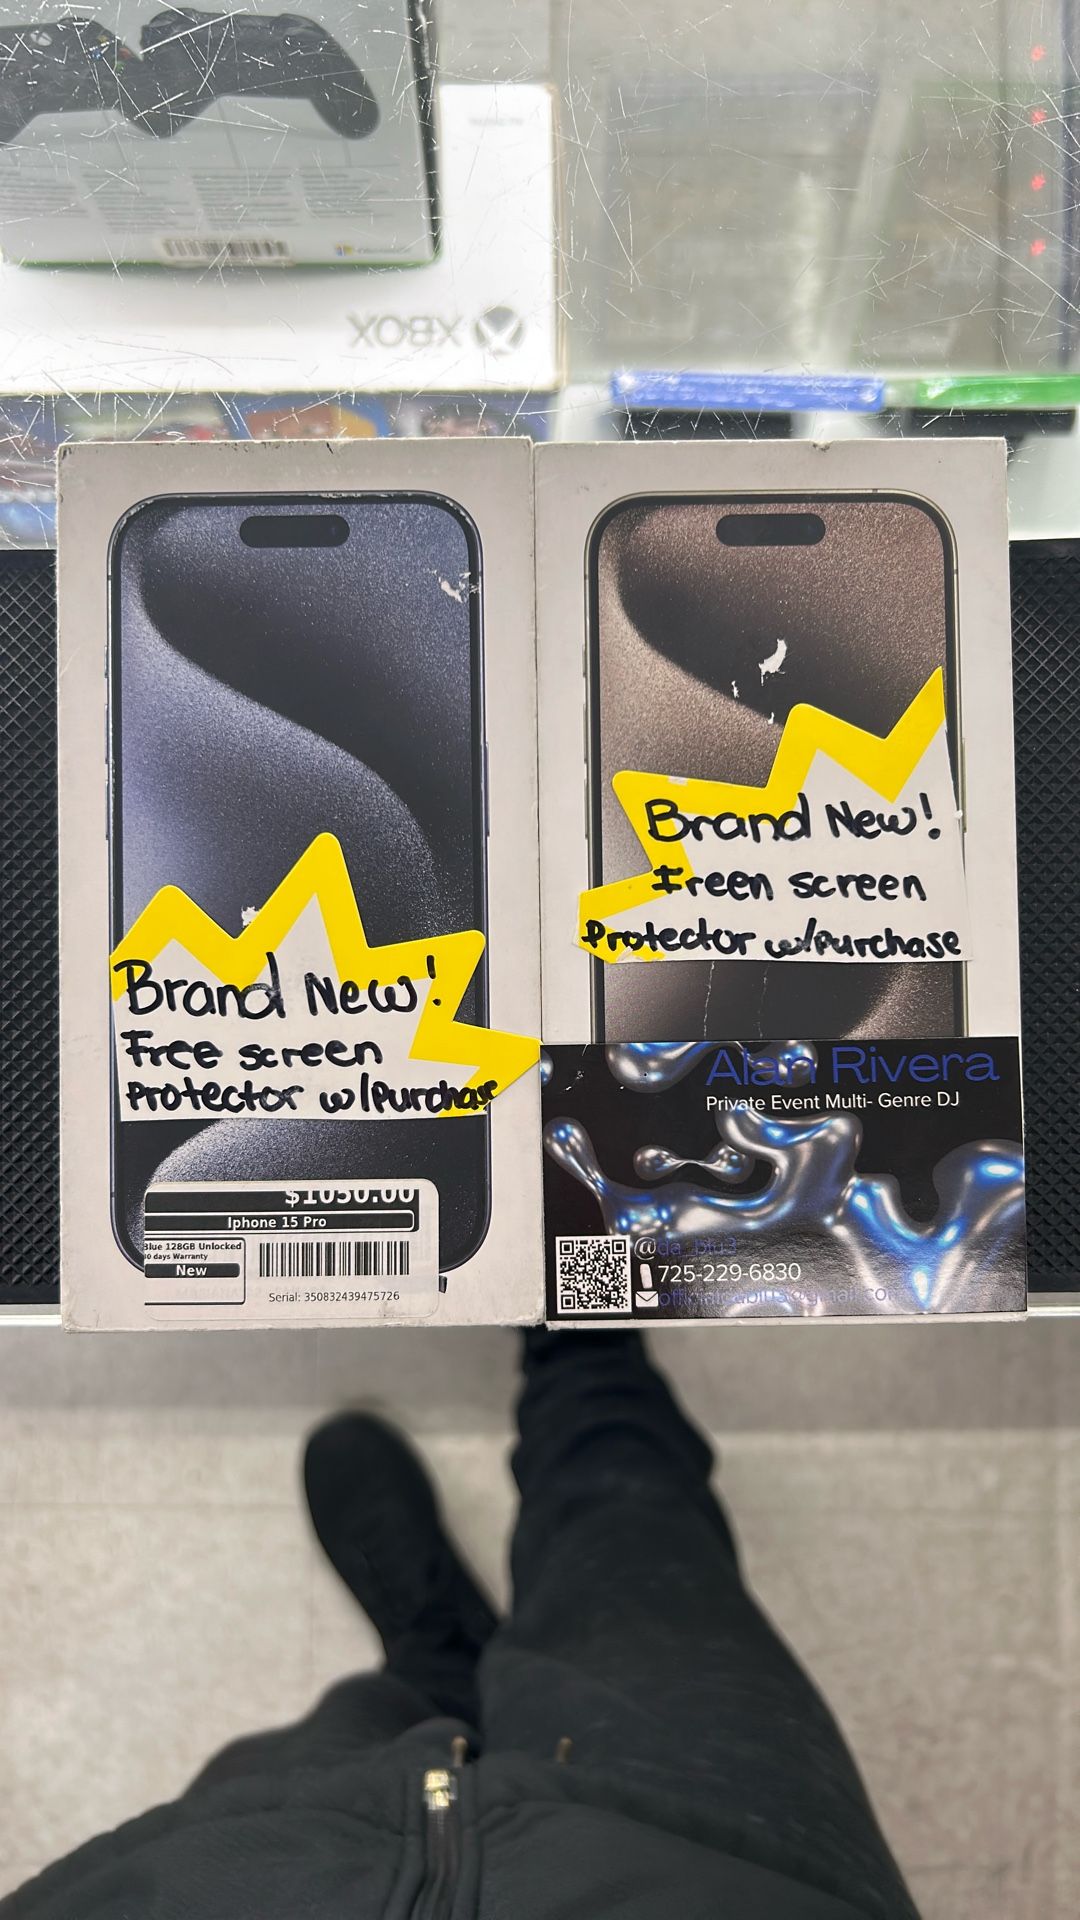 XBOX
Brand New!
Free screen
Protector w/Purchase
$1050.00
Iphone 15 Pro
Blue 128GB Unlocked
days Warranty
New
Serial: 350832439475726
Brand New!
Freen screen
Protector w/Purchase
Alan Rivera
Private Event Multi- Genre DJ
@da_blu3
725-229-6830